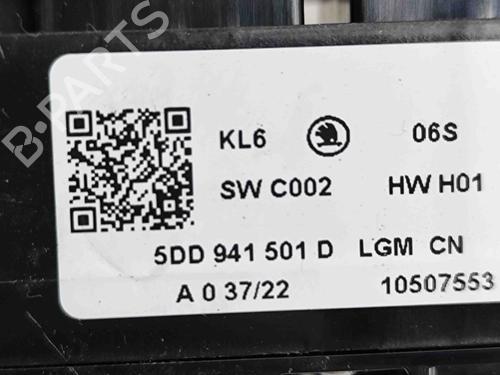 B-PARTS
KL6 06S
SW C002 HW H01
5DD 941 501 D LGM CN
A 0 37/22 10507553